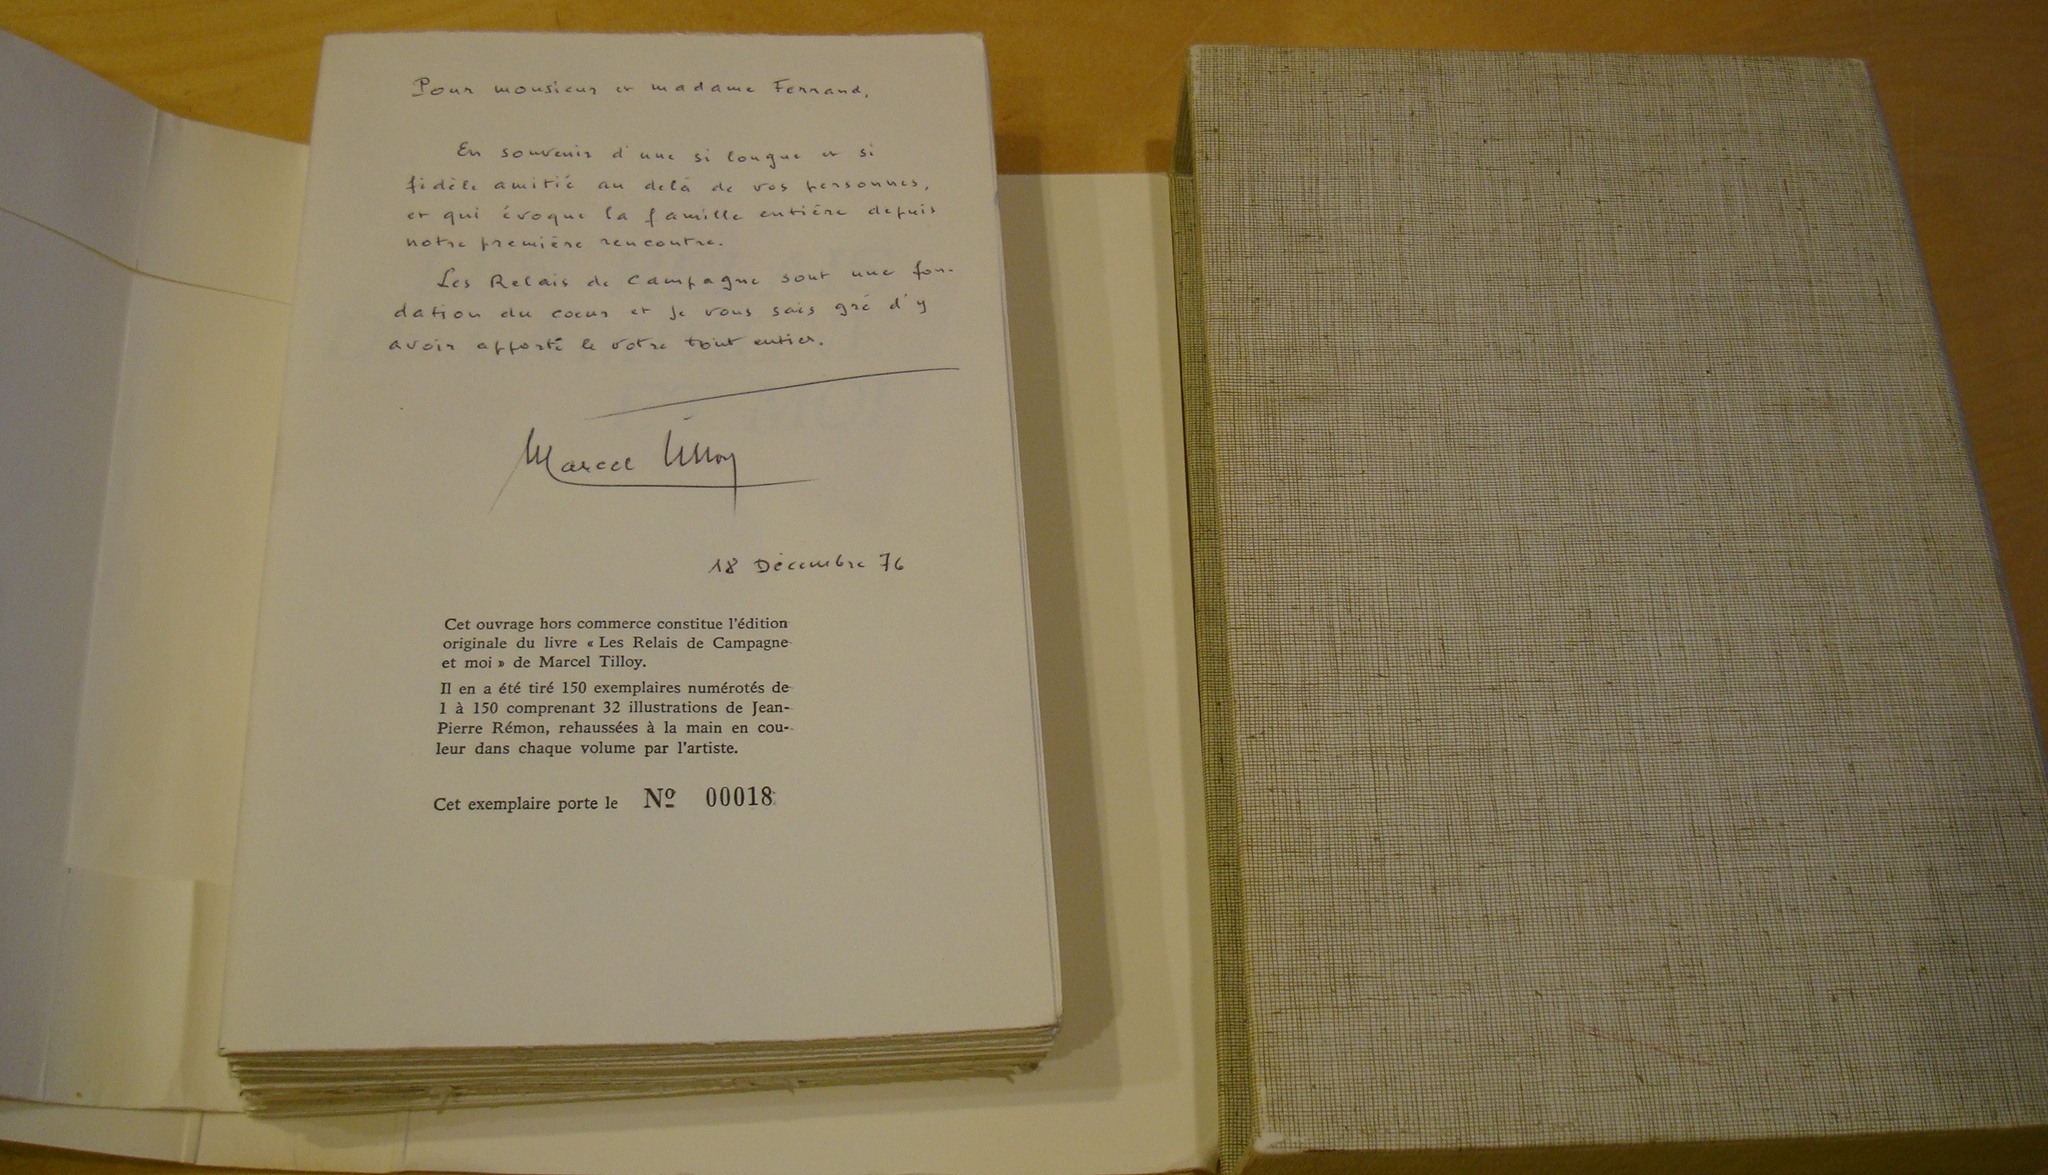 Pour monsieur et madame Ferrand,
En souvenir d'une si longue et si
fidèle amitié au delà de vos personnes,
et qui évoque la famille entière depuis
notre première rencontre.
Les Relais de Campagne sont une fon-
dation du coeur et je vous sais gré d'y
avoir apporté le votre tout entier.
Marcel Tilloy
18 Décembre 76
Cet ouvrage hors commerce constitue l'édition
originale du livre « Les Relais de Campagne
et moi » de Marcel Tilloy.
Il en a été tiré 150 exemplaires numérotés de
1 à 150 comprenant 32 illustrations de Jean-
Pierre Rémon, rehaussées à la main en cou-
leur dans chaque volume par l'artiste.
Cet exemplaire porte le Nº 00018